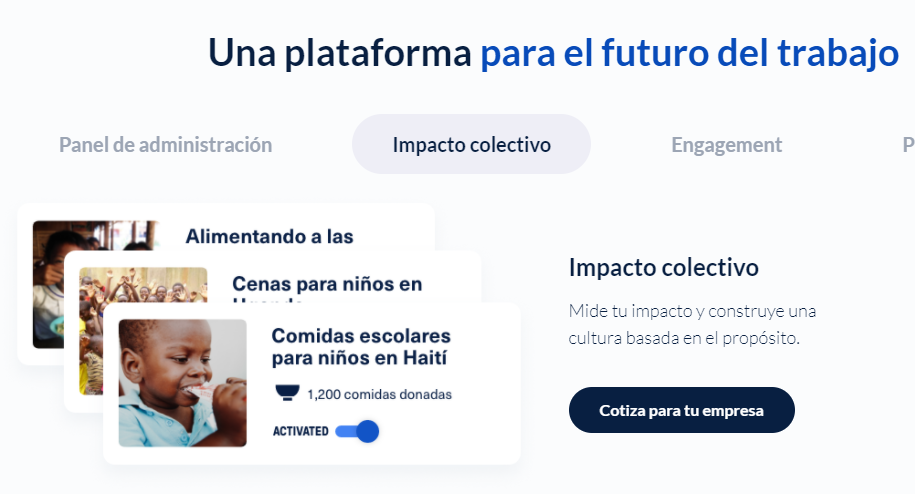 Una plataforma para el futuro del trabajo
Panel de administración
Impacto colectivo
Engagement
Alimentando a las
Cenas para niños en
Comidas escolares
para niños en Haití
1,200 comidas donadas
ACTIVATED
Impacto colectivo
Mide tu impacto y construye una
cultura basada en el propósito.
Cotiza para tu empresa